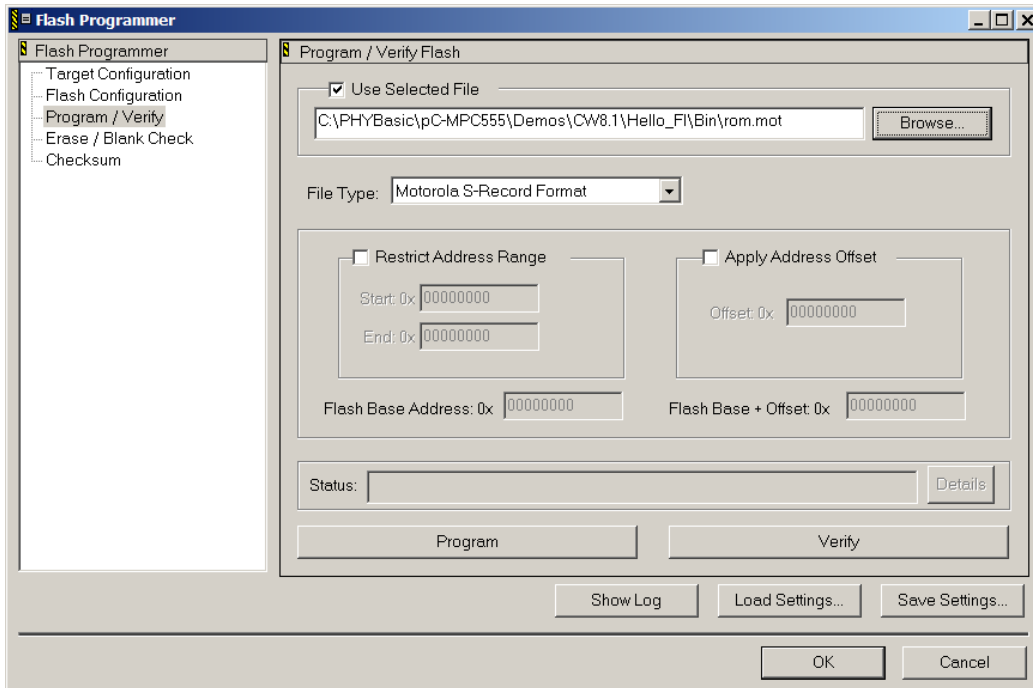 Flash Programmer
Flash Programmer
Target Configuration
Flash Configuration
Program / Verify
Erase / Blank Check
Checksum
Program / Verify Flash
Use Selected File
C:\PHYBasic\pC-MPC555\Demos\CW8.1\Hello_Fl\Bin\rom.mot
Browse...
File Type: Motorola S-Record Format
Restrict Address Range
Start: 0x 00000000
End: 0x 00000000
Apply Address Offset
Offset: 0x 00000000
Flash Base Address: 0x 00000000
Flash Base + Offset: 0x 00000000
Status:
Details
Program
Verify
Show Log
Load Settings...
Save Settings...
OK
Cancel